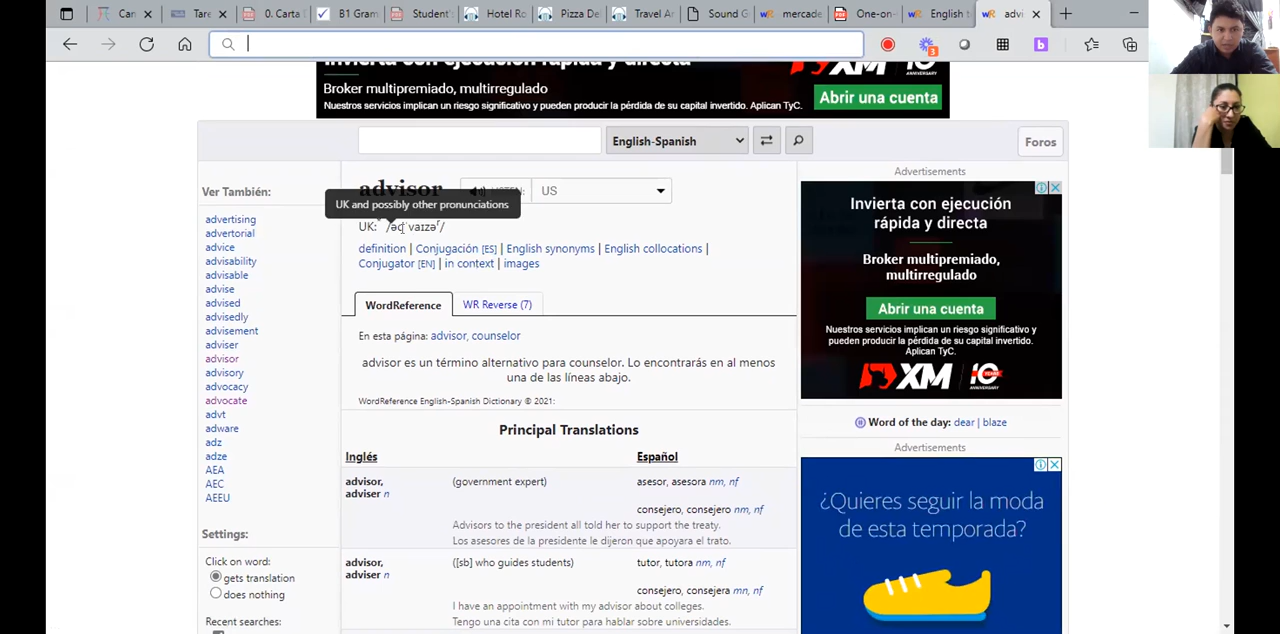 Can
Tare
0. Carta D
B1 Gram
Student'
Hotel Ro
Pizza De
Travel Ar
Sound G
mercade
One-on-
English t
advi
3
Invierta con ejecución rápida y directa
Broker multipremiado, multirregulado
Nuestros servicios implican un riesgo significativo y pueden producir la pérdida de su capital invertido. Aplican TyC.
XM
ANNIVERSARY
Abrir una cuenta
English-Spanish
Foros
Ver También:
advertising
advertorial
advice
advisability
advisable
advise
advised
advisedly
advisement
adviser
advisor
advisory
advocacy
advocate
advt
adware
adz
adze
AEA
AEC
AEEU
Settings:
Click on word:
gets translation
does nothing
Recent searches:
advisor
LISTEN:
US
UK and possibly other pronunciations
UK: /ədˈvaɪzəʳ/
definition | Conjugación [ES] | English synonyms | English collocations |
Conjugator [EN] | in context | images
WordReference
WR Reverse (7)
En esta página: advisor, counselor
advisor es un término alternativo para counselor. Lo encontrarás en al menos
una de las líneas abajo.
WordReference English-Spanish Dictionary © 2021:
Principal Translations
Inglés
Español
advisor,
adviser n
(government expert)
asesor, asesora nm, nf
consejero, consejero nm, nf
Advisors to the president all told her to support the treaty.
Los asesores de la presidente le dijeron que apoyara el trato.
advisor,
adviser n
([sb] who guides students)
tutor, tutora nm, nf
consejero, consejera mn, nf
I have an appointment with my advisor about colleges.
Tengo una cita con mi tutor para hablar sobre universidades.
Advertisements
Invierta con ejecución
rápida y directa
Broker multipremiado,
multirregulado
Abrir una cuenta
Nuestros servicios implican un riesgo significativo y
pueden producir la pérdida de su capital invertido.
Aplican TyC.
XM
10
ANNIVERSARY
Word of the day: dear | blaze
Advertisements
¿Quieres seguir la moda
de esta temporada?